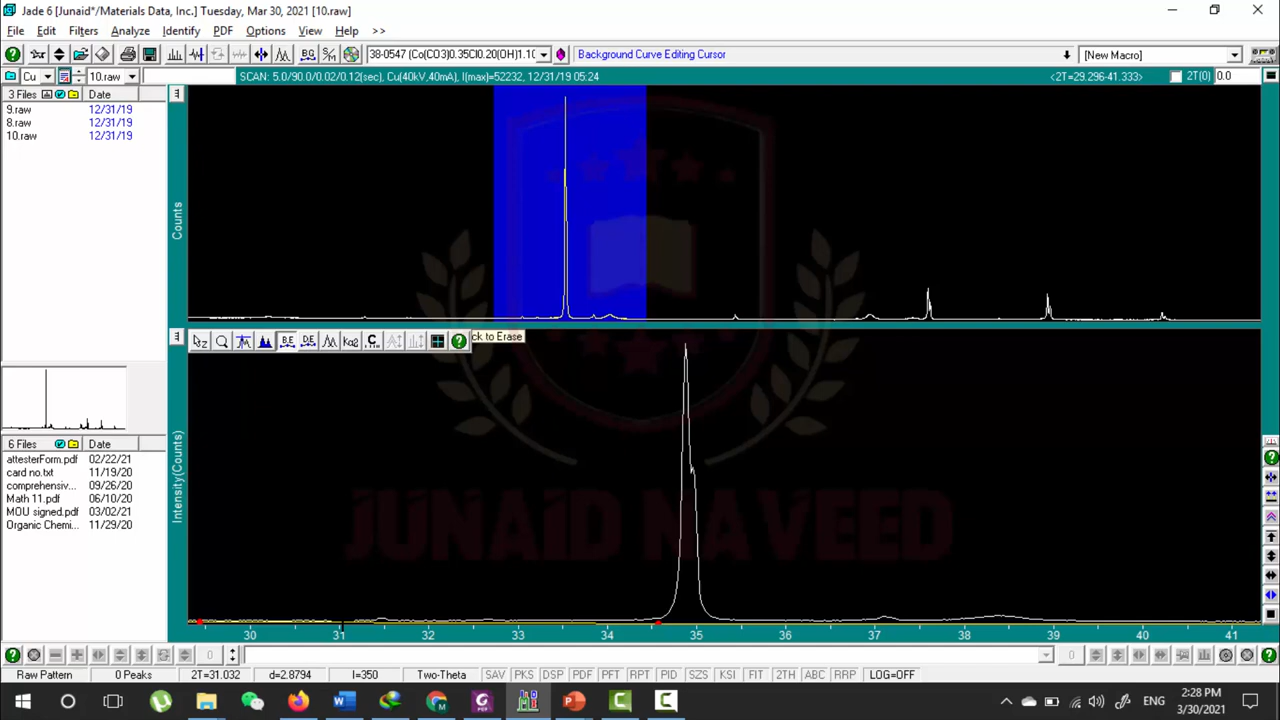 Jade 6 [Junaid*/Materials Data, Inc.] Tuesday, Mar 30, 2021 [10.raw]
File Edit Filters Analyze Identify PDF Options View Help >>
BG S/M 38-0547 (Co(CO3)0.35Cl0.20(OH)1.10 Background Curve Editing Cursor [New Macro]
Cu 10.raw SCAN: 5.0/90.0/0.02/0.12(sec), Cu(40kV,40mA), I(max)=52232, 12/31/19 05:24 <2T=29.296-41.333> 2T(0) 0.0
3 Files Date
9.raw 12/31/19
8.raw 12/31/19
10.raw 12/31/19
Counts
B.E D.E Kα2 C ck to Erase
6 Files Date
attesterForm.pdf 02/22/21
card no.txt 11/19/20
comprehensiv... 09/26/20
Math 11.pdf 06/10/20
MOU signed.pdf 03/02/21
Organic Chemi... 11/29/20
Intensity(Counts)
JUNAID NAVEED
30 31 32 33 34 35 36 37 38 39 40 41
0 0
Raw Pattern 0 Peaks 2T=31.032 d=2.8794 I=350 Two-Theta SAV PKS DSP PDF PFT RPT PID SZS KSI FIT 2TH ABC RRP LOG=OFF
ENG 2:28 PM
3/30/2021